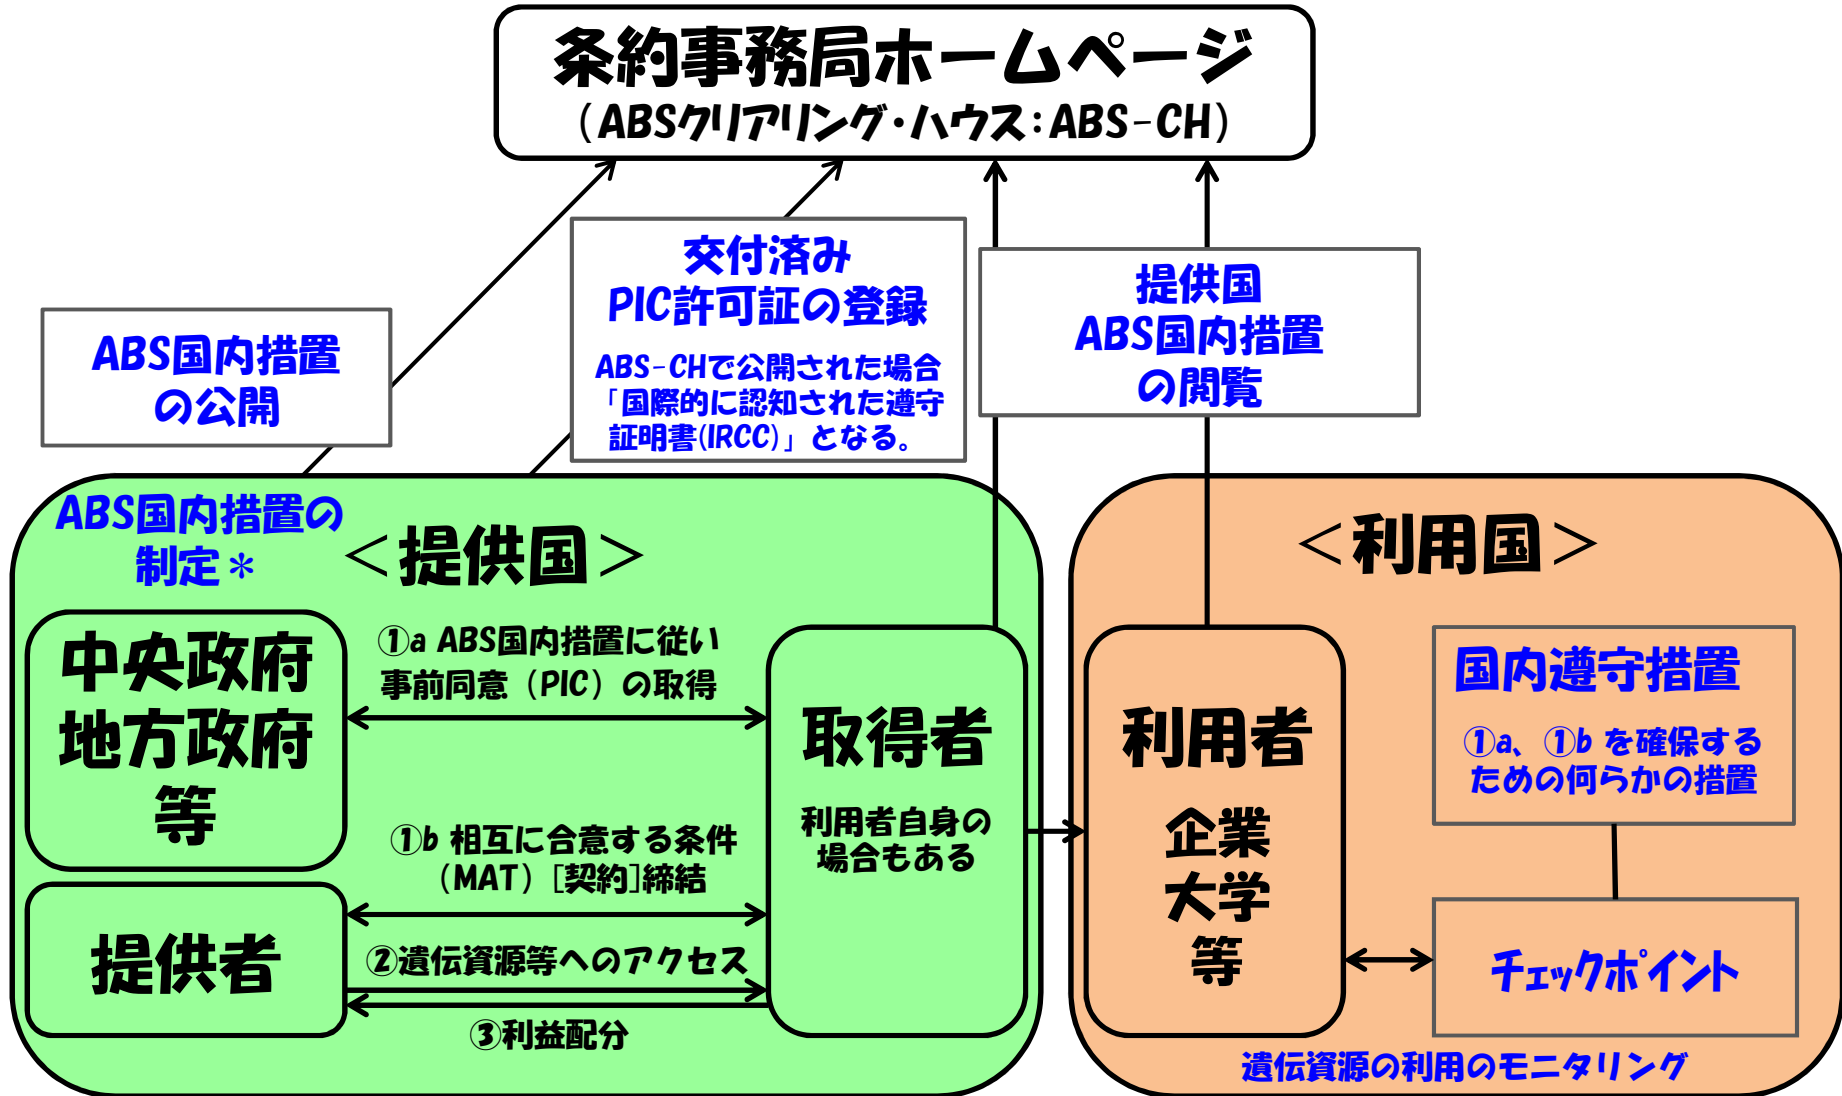 条約事務局ホームページ
（ABSクリアリング・ハウス：ABS-CH）
交付済み
PIC許可証の登録
ABS-CHで公開された場合
「国際的に認知された遵守
証明書(IRCC)」となる。
提供国
ABS国内措置
の閲覧
ABS国内措置
の公開
ABS国内措置の
制定＊
＜提供国＞
中央政府
地方政府
等
①a ABS国内措置に従い
事前同意（PIC）の取得
①b 相互に合意する条件
（MAT）［契約］締結
提供者
②遺伝資源等へのアクセス
③利益配分
取得者
利用者自身の
場合もある
＜利用国＞
利用者
企業
大学
等
国内遵守措置
①a、①b を確保する
ための何らかの措置
チェックポイント
遺伝資源の利用のモニタリング